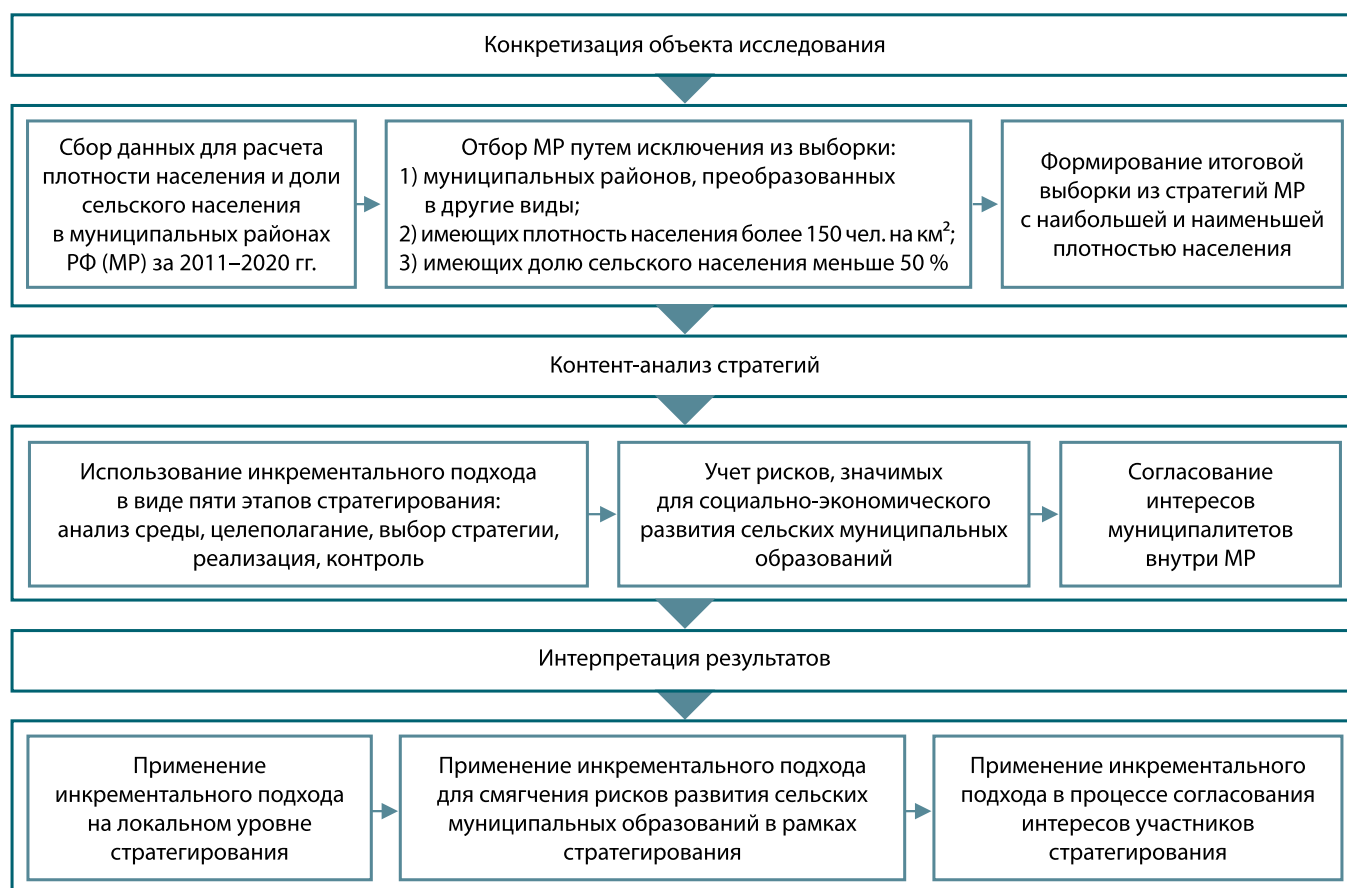 Конкретизация объекта исследования
Сбор данных для расчета
плотности населения и доли
сельского населения
в муниципальных районах
РФ (МР) за 2011–2020 гг.
Отбор МР путем исключения из выборки:
1) муниципальных районов, преобразованных
в другие виды;
2) имеющих плотность населения более 150 чел. на км²;
3) имеющих долю сельского населения меньше 50 %
Формирование итоговой
выборки из стратегий МР
с наибольшей и наименьшей
плотностью населения
Контент-анализ стратегий
Использование инкрементального подхода
в виде пяти этапов стратегирования:
анализ среды, целеполагание, выбор стратегии,
реализация, контроль
Учет рисков, значимых
для социально-экономического
развития сельских муниципальных
образований
Согласование
интересов
муниципалитетов
внутри МР
Интерпретация результатов
Применение
инкрементального подхода
на локальном уровне
стратегирования
Применение инкрементального подхода
для смягчения рисков развития сельских
муниципальных образований в рамках
стратегирования
Применение инкрементального
подхода в процессе согласования
интересов участников
стратегирования